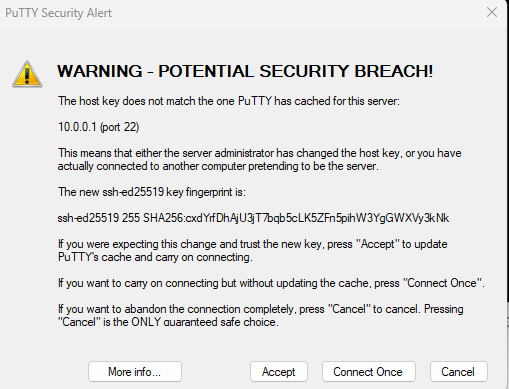 PuTTY Security Alert
WARNING - POTENTIAL SECURITY BREACH!
The host key does not match the one PuTTY has cached for this server:
10.0.0.1 (port 22)
This means that either the server administrator has changed the host key, or you have
actually connected to another computer pretending to be the server.
The new ssh-ed25519 key fingerprint is:
ssh-ed25519 255 SHA256:cxdYrfDhAjU3jT7bqb5cLK5ZFn5pihW3YgGWXVy3kNk
If you were expecting this change and trust the new key, press "Accept" to update
PuTTY's cache and carry on connecting.
If you want to carry on connecting but without updating the cache, press "Connect Once".
If you want to abandon the connection completely, press "Cancel" to cancel. Pressing
"Cancel" is the ONLY guaranteed safe choice.
More info...
Accept
Connect Once
Cancel